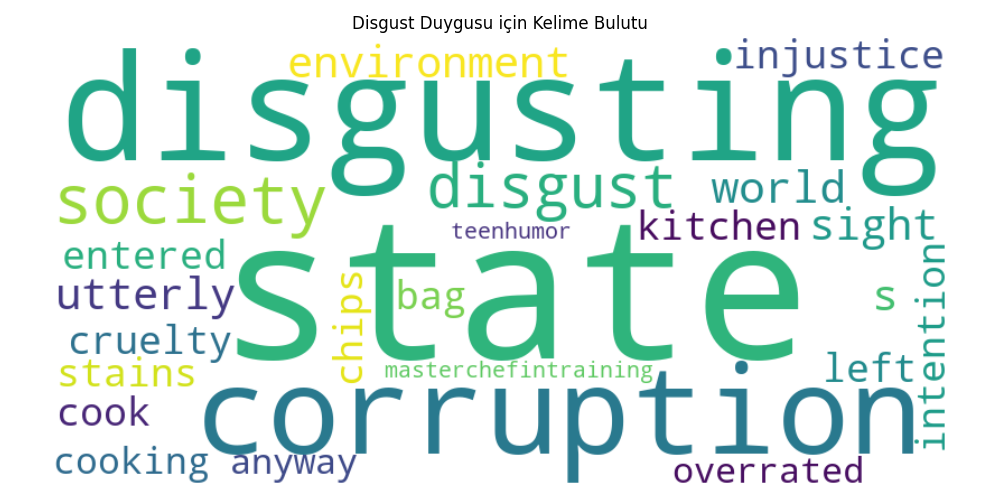 Disgust Duygusu için Kelime Bulutu
environment
injustice
disgusting
society
disgust
world
teenhumor
kitchen
sight
entered
state
utterly
chips
bag
s
intention
cruelty
stains
masterchefintraining
left
cook
corruption
cooking
anyway
overrated